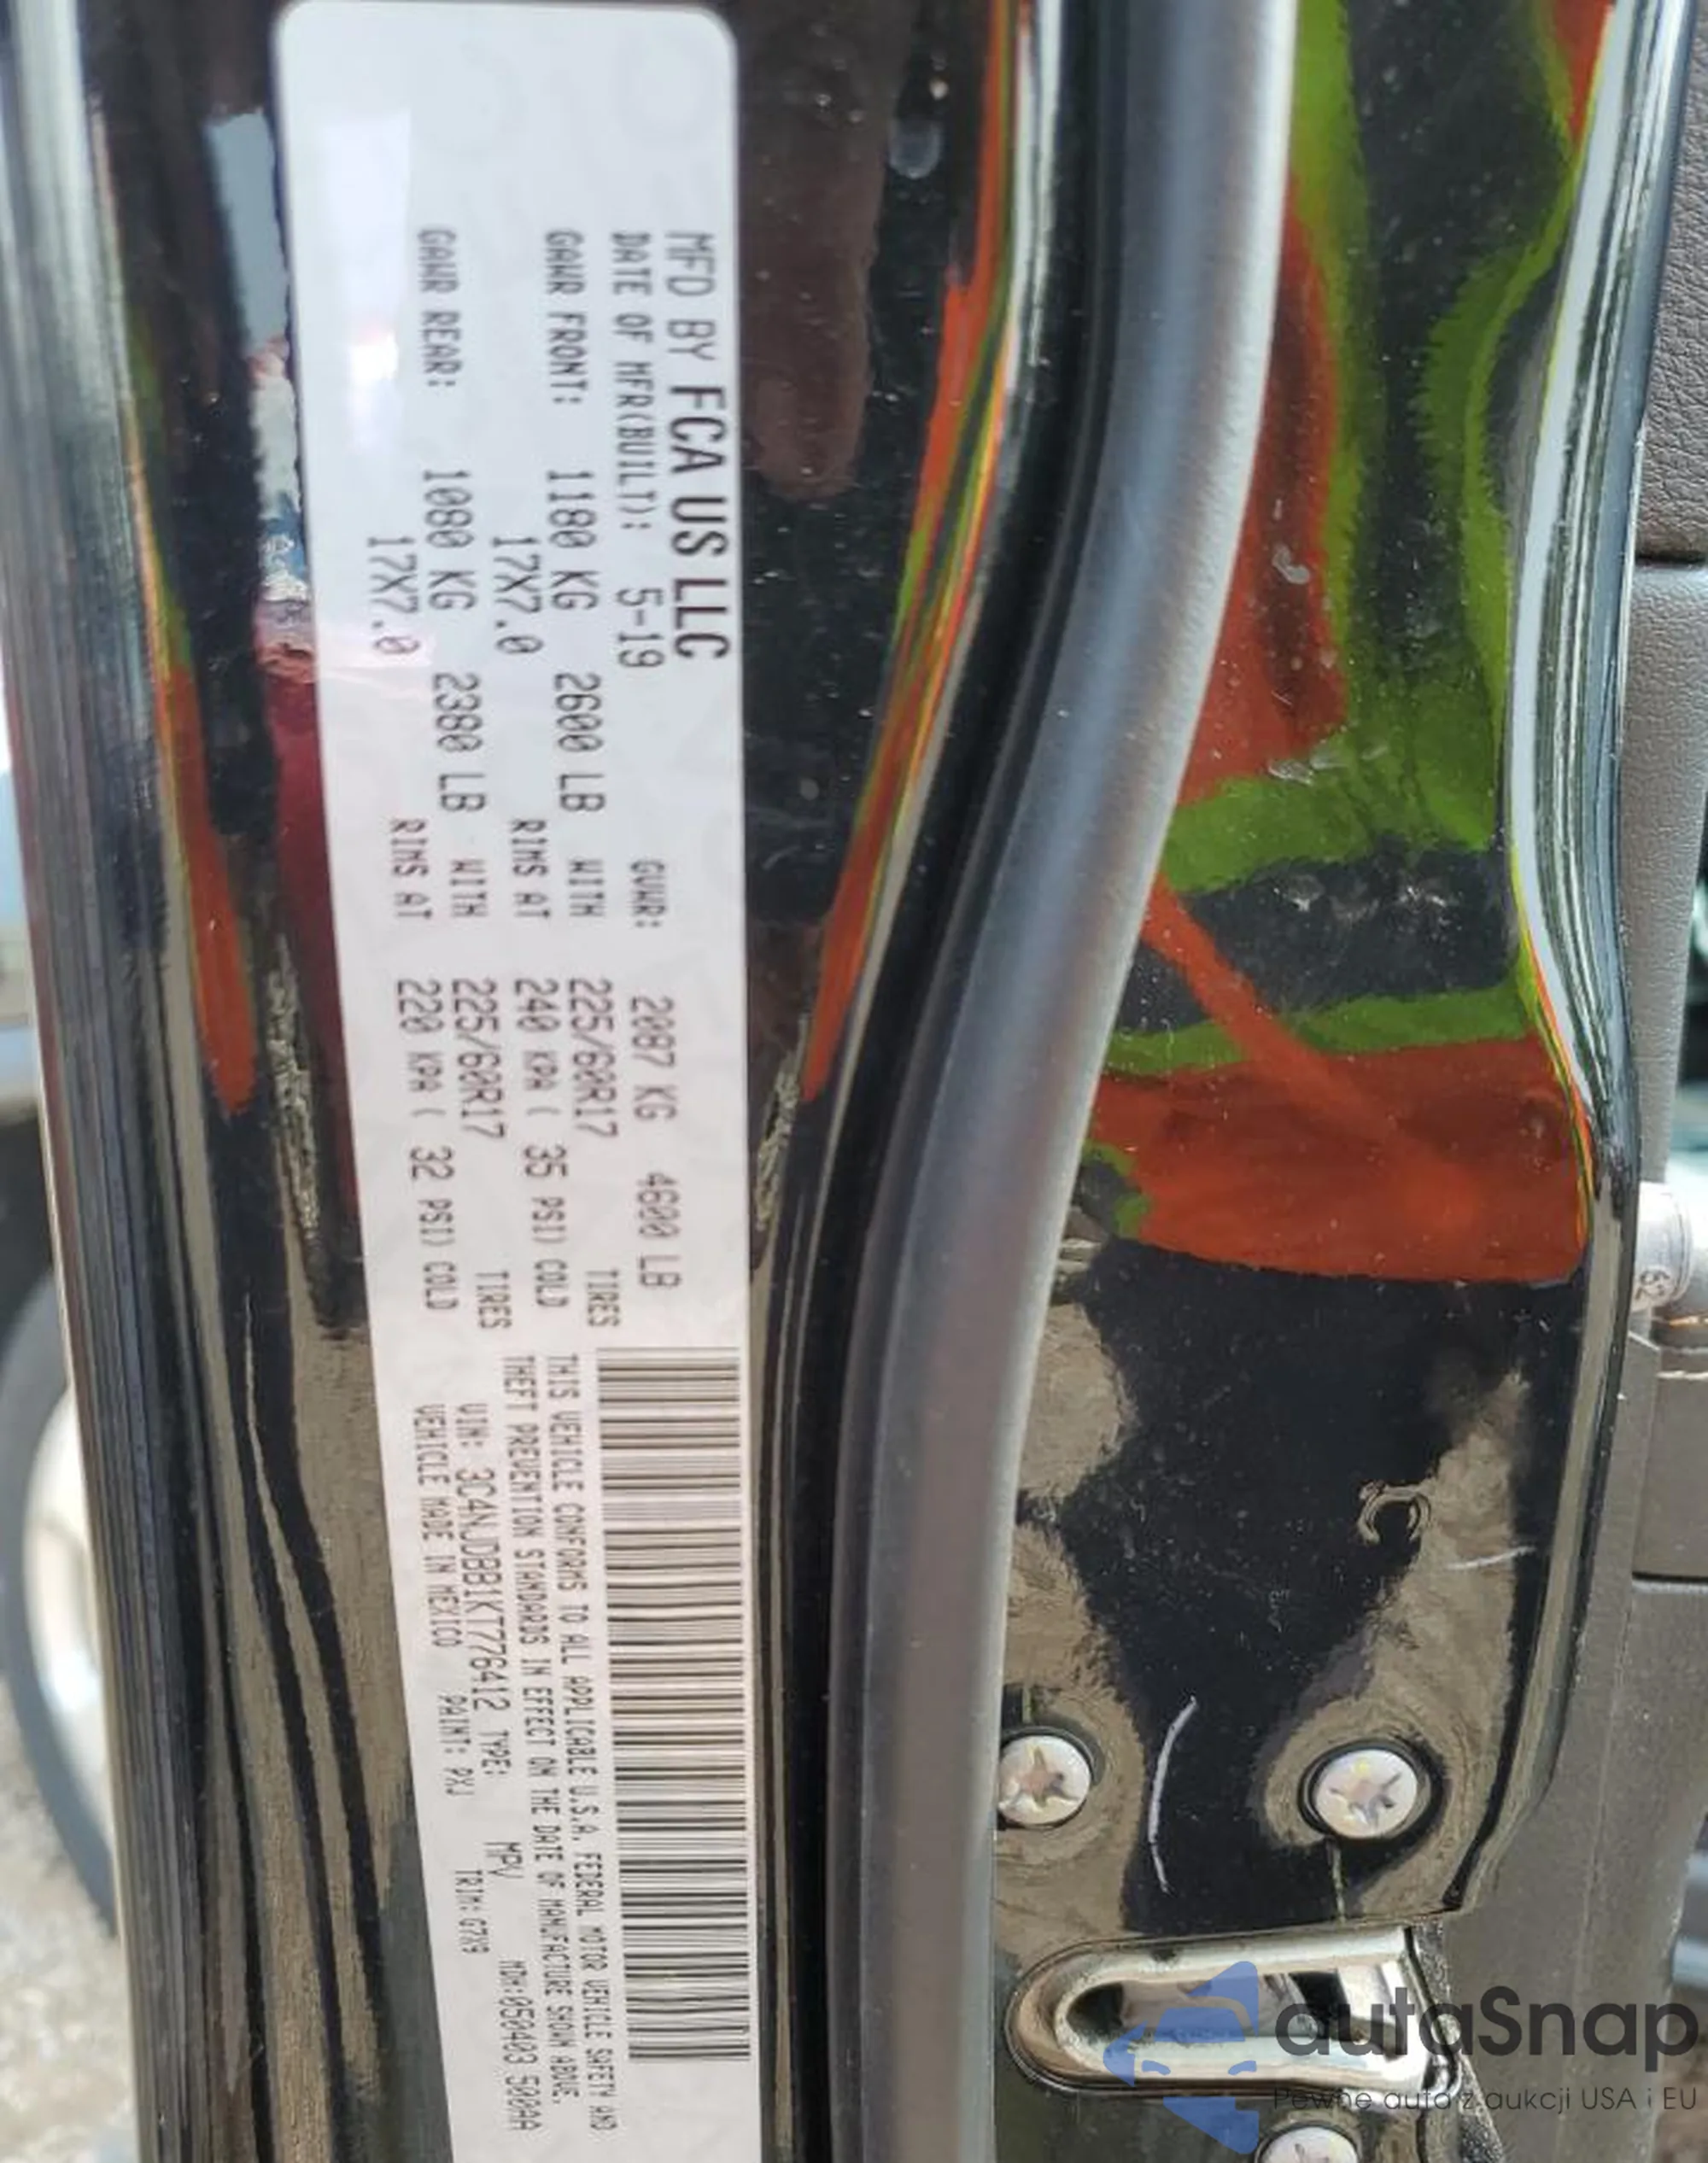 MFD BY FCA US LLC
DATE OF MFR(BUILT): 5-19 GVWR: 2087 KG 4600 LB
GAWR FRONT: 1180 KG 2600 LB WITH 225/60R17 TIRES
17X7.0 RIMS AT 240 KPA ( 35 PSI) COLD
GAWR REAR: 1080 KG 2380 LB WITH 225/60R17 TIRES
17X7.0 RIMS AT 220 KPA ( 32 PSI) COLD
THIS VEHICLE CONFORMS TO ALL APPLICABLE U.S.A. FEDERAL MOTOR VEHICLE SAFETY AND
THEFT PREVENTION STANDARDS IN EFFECT ON THE DATE OF MANUFACTURE SHOWN ABOVE.
VIN: 3C4NJDBB1KT776412 TYPE: MPV MDH:050403 500AA
VEHICLE MADE IN MEXICO PAINT: PXJ TRIM: G7X9
62
autaSnap
Pewne auto z aukcji USA i EU